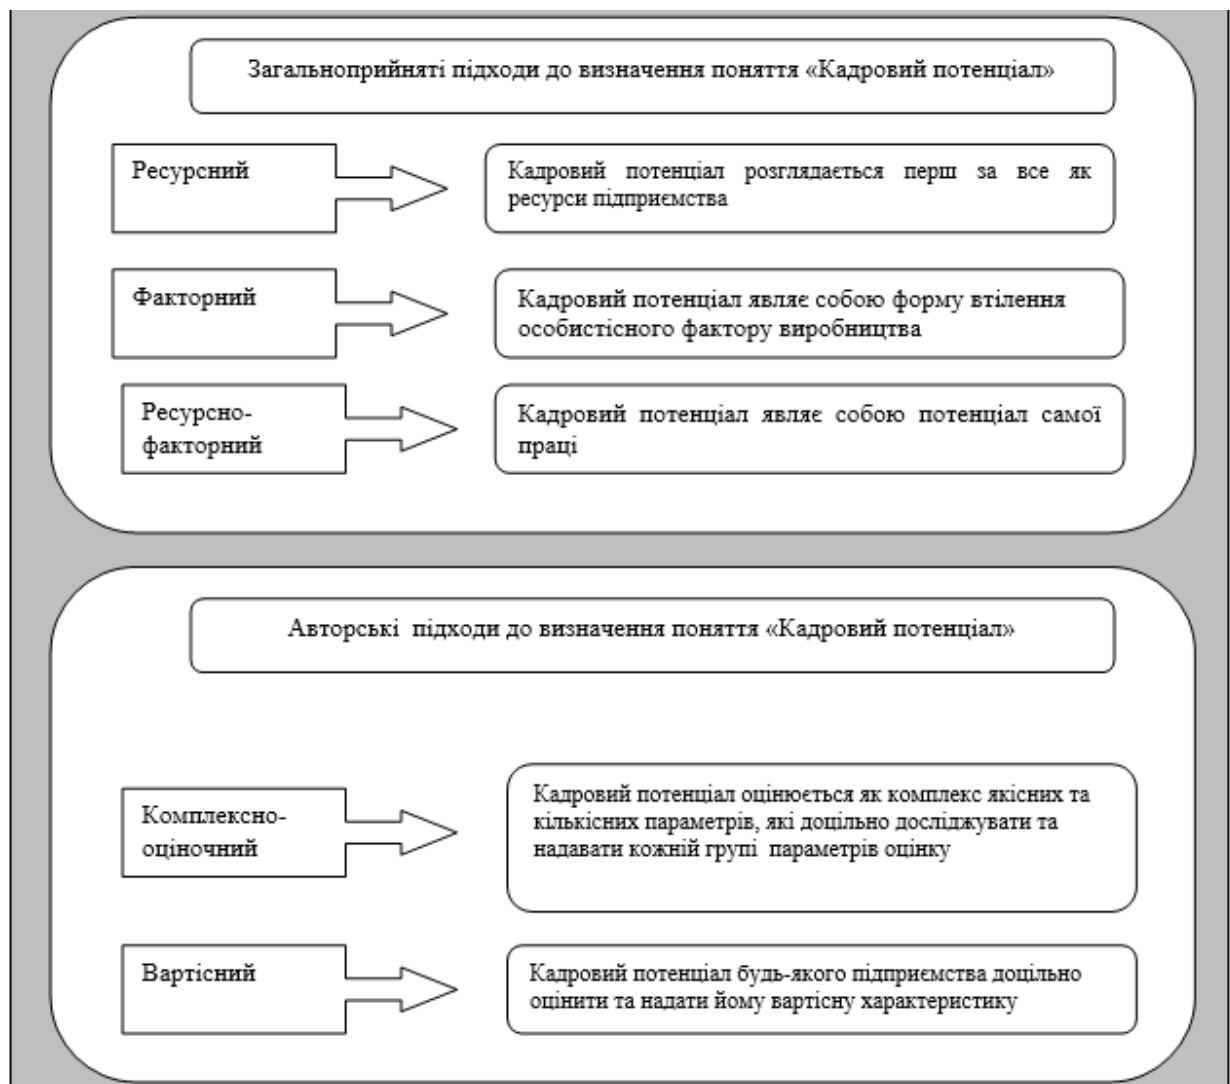 Загальноприйняті підходи до визначення поняття «Кадровий потенціал»
Ресурсний
Кадровий потенціал розглядається перш за все як
ресурси підприємства
Факторний
Кадровий потенціал являє собою форму втілення
особистісного фактору виробництва
Ресурсно-
факторний
Кадровий потенціал являє собою потенціал самої
праці
Авторські підходи до визначення поняття «Кадровий потенціал»
Комплексно-
оціночний
Кадровий потенціал оцінюється як комплекс якісних та
кількісних параметрів, які доцільно досліджувати та
надавати кожній групі параметрів оцінку
Вартісний
Кадровий потенціал будь-якого підприємства доцільно
оцінити та надати йому вартісну характеристику